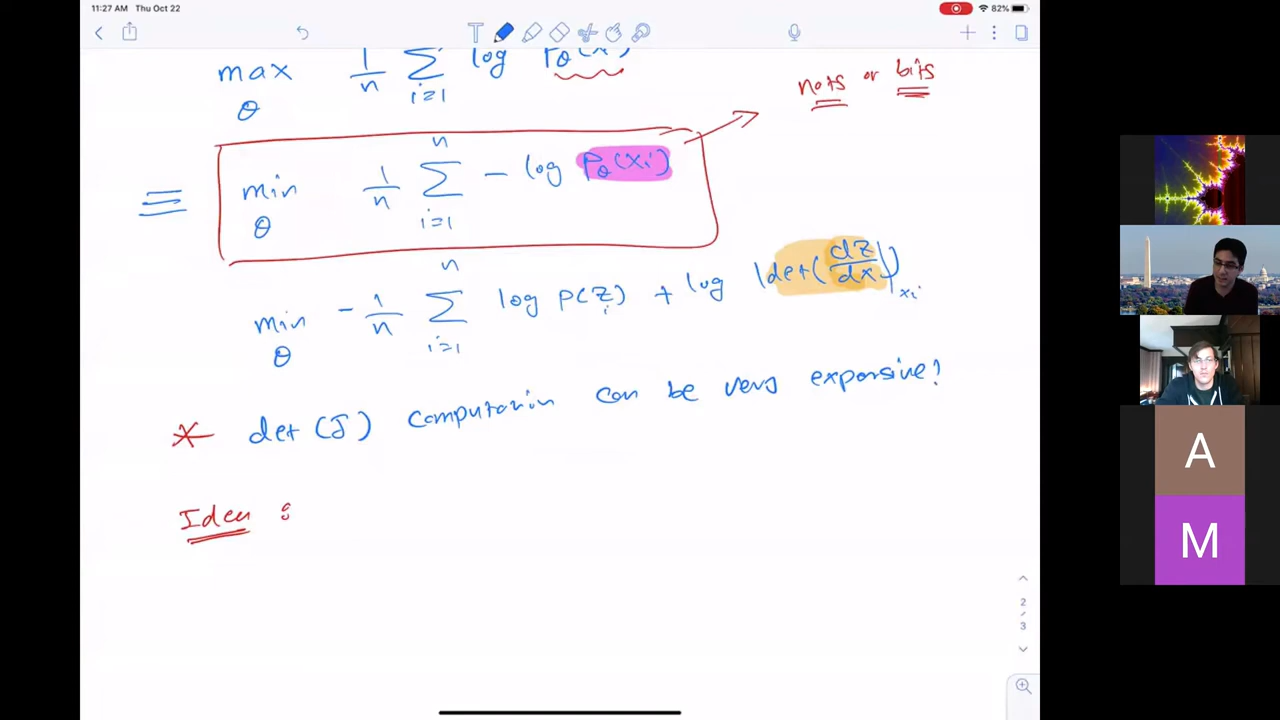 11:27 AM Thu Oct 22
82%
max θ 1/n Σ i=1 log Pθ(xi)
nats or bits
≡ min θ 1/n Σ i=1 n − log Pθ(xi)
min θ − 1/n Σ i=1 n log P(zi) + log |det(dz/dx)| xi
* det(J) computation can be very expensive!
Idea :
2 / 3
A
M